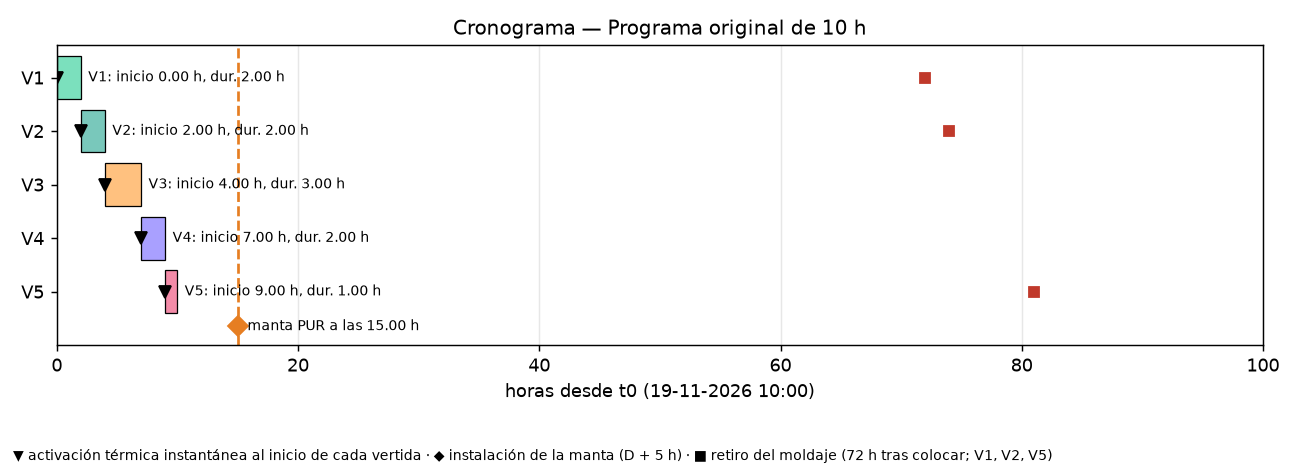 Cronograma — Programa original de 10 h
V1
V1: inicio 0.00 h, dur. 2.00 h
V2
V2: inicio 2.00 h, dur. 2.00 h
V3
V3: inicio 4.00 h, dur. 3.00 h
V4
V4: inicio 7.00 h, dur. 2.00 h
V5
V5: inicio 9.00 h, dur. 1.00 h
manta PUR a las 15.00 h
0 20 40 60 80 100
horas desde t0 (19-11-2026 10:00)
▼ activación térmica instantánea al inicio de cada vertida · ◆ instalación de la manta (D + 5 h) · ■ retiro del moldaje (72 h tras colocar; V1, V2, V5)